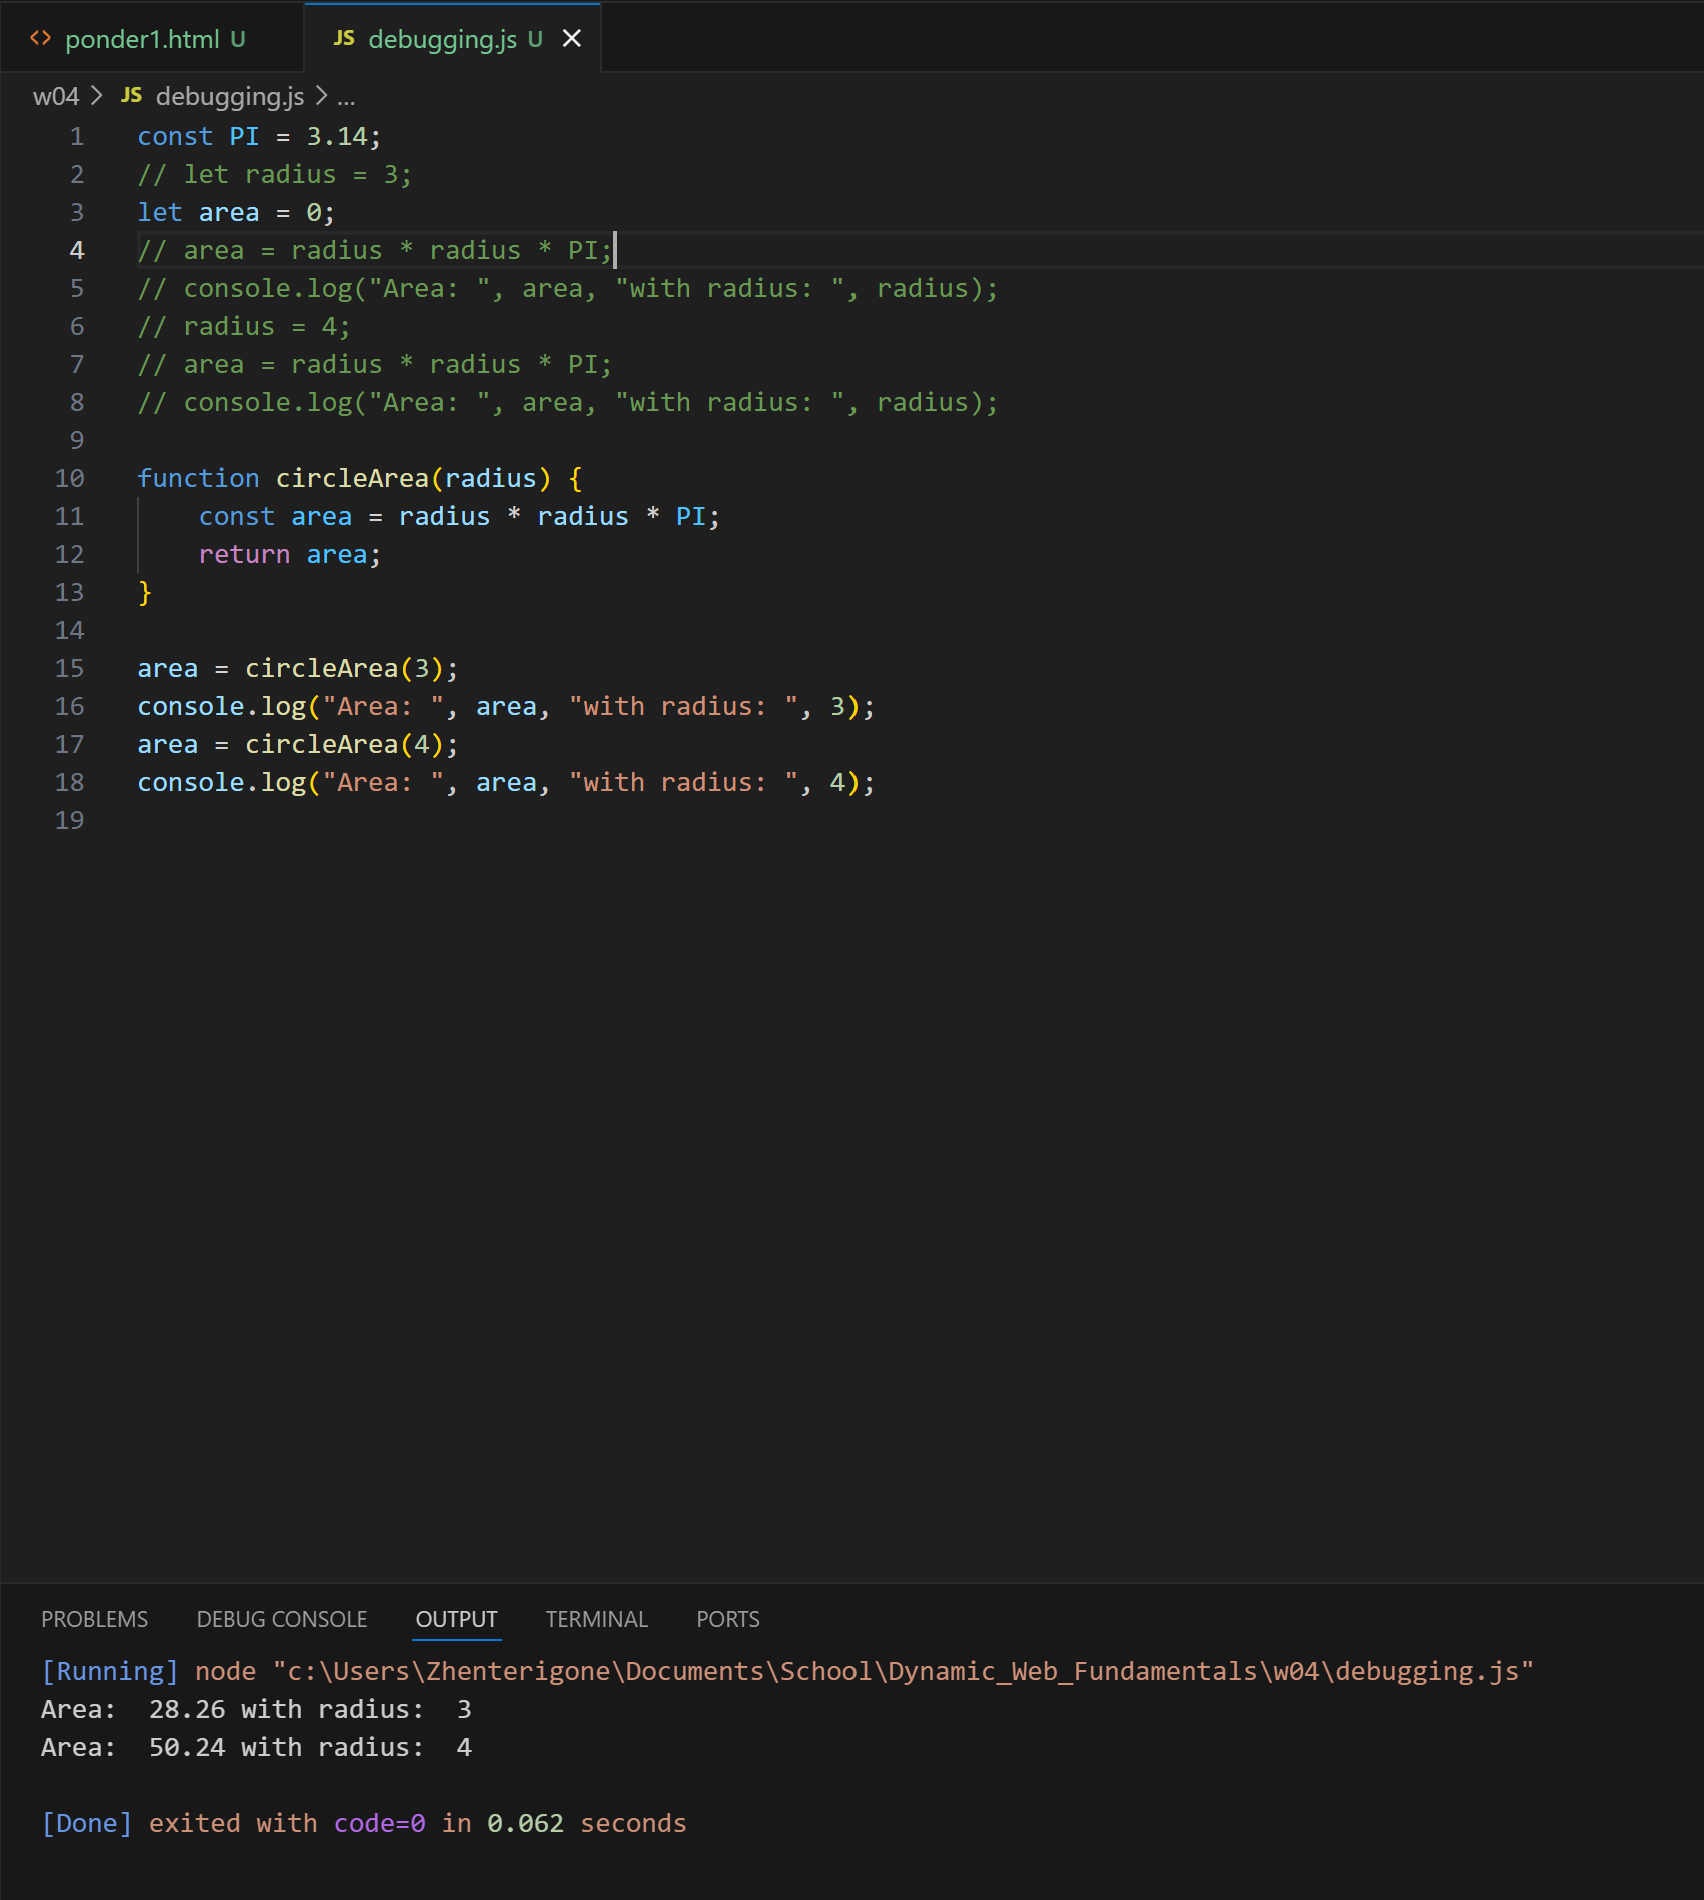 <> ponder1.html U JS debugging.js U ×
w04 > JS debugging.js > ...
1 const PI = 3.14;
2 // let radius = 3;
3 let area = 0;
4 // area = radius * radius * PI;
5 // console.log("Area: ", area, "with radius: ", radius);
6 // radius = 4;
7 // area = radius * radius * PI;
8 // console.log("Area: ", area, "with radius: ", radius);
9
10 function circleArea(radius) {
11     const area = radius * radius * PI;
12     return area;
13 }
14
15 area = circleArea(3);
16 console.log("Area: ", area, "with radius: ", 3);
17 area = circleArea(4);
18 console.log("Area: ", area, "with radius: ", 4);
19
PROBLEMS DEBUG CONSOLE OUTPUT TERMINAL PORTS
[Running] node "c:\Users\Zhenterigone\Documents\School\Dynamic_Web_Fundamentals\w04\debugging.js"
Area:  28.26 with radius:  3
Area:  50.24 with radius:  4
[Done] exited with code=0 in 0.062 seconds